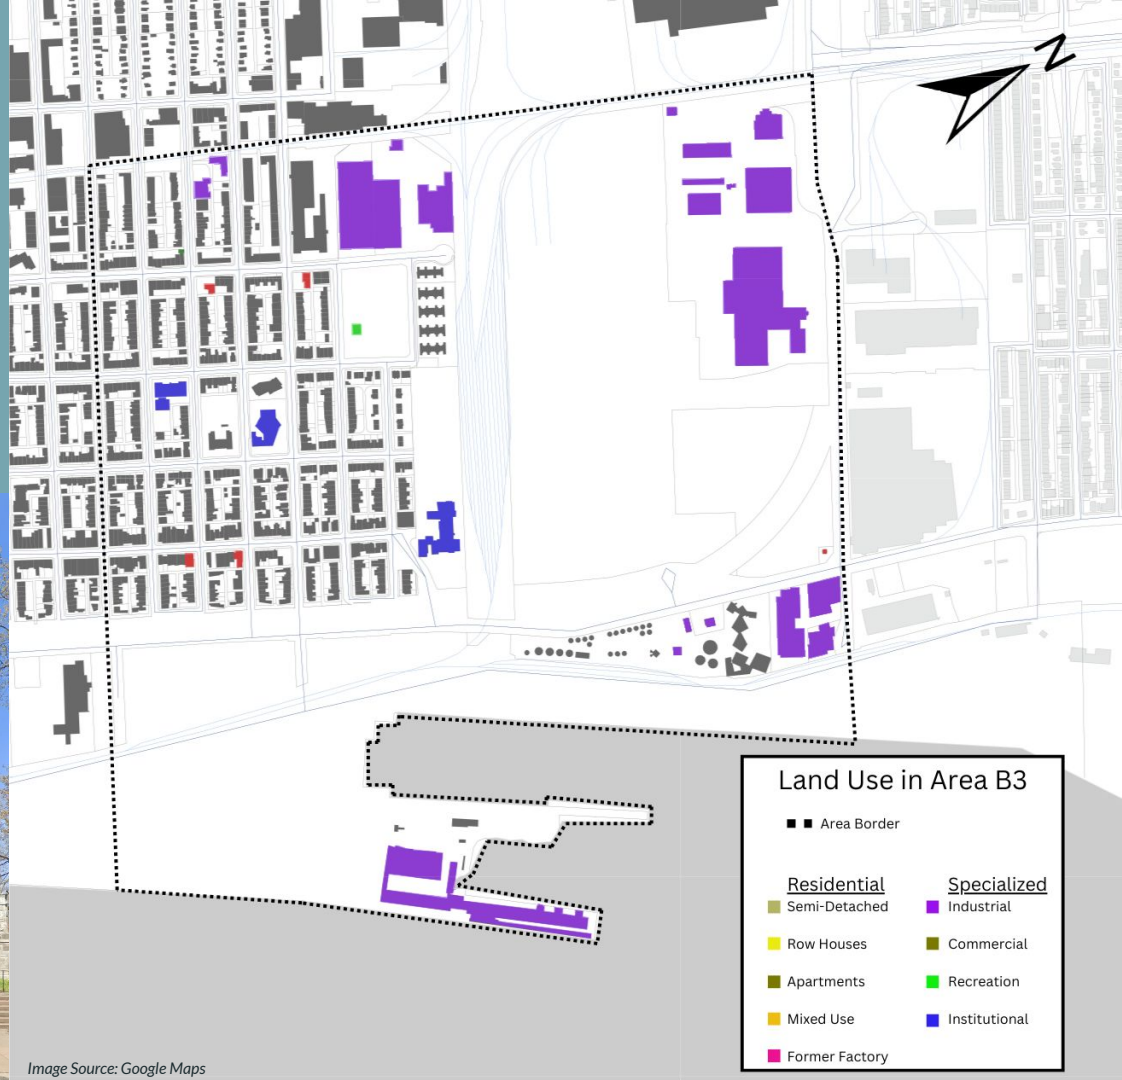 N
Land Use in Area B3
Area Border
Residential
Specialized
Semi-Detached
Industrial
Row Houses
Commercial
Apartments
Recreation
Mixed Use
Institutional
Former Factory
Image Source: Google Maps